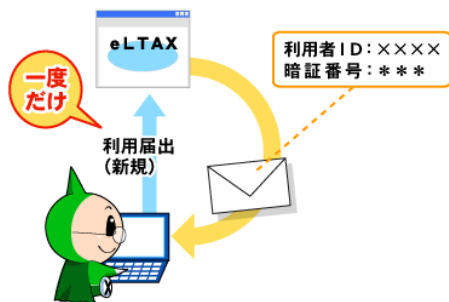 eLTAX
利用者ID:××××
暗証番号:＊＊＊
一度
だけ
利用届出
(新規)